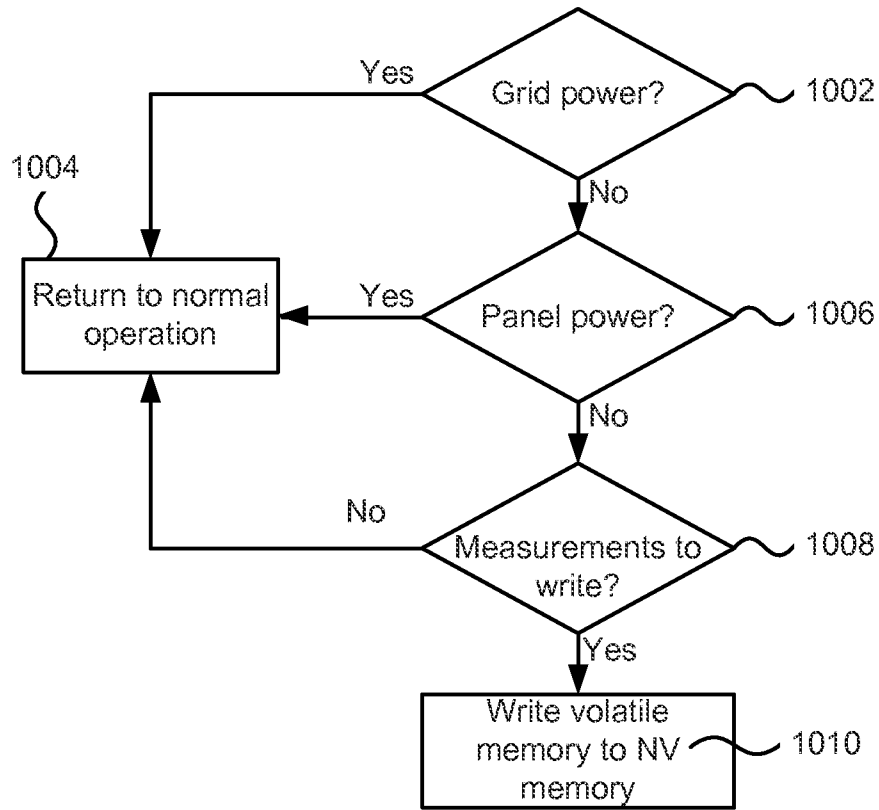 Yes
Grid power?
1002
No
1004
Return to normal
operation
Yes
Panel power?
1006
No
No
Measurements to
write?
1008
Yes
Write volatile
memory to NV
memory
1010